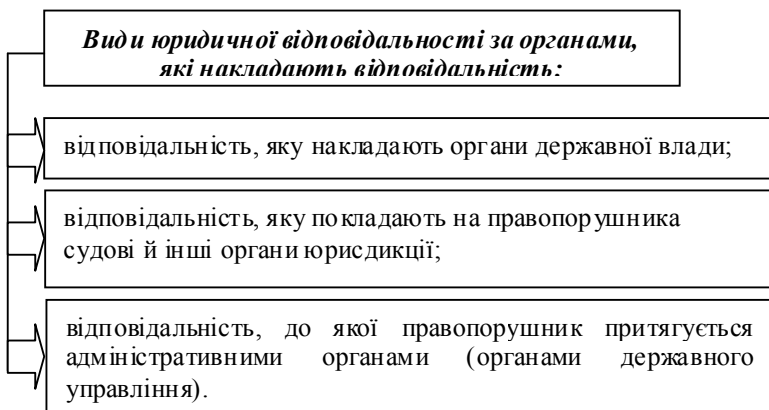 Види юридичної відповідальності за органами,
які накладають відповідальність:
відповідальність, яку накладають органи державної влади;
відповідальність, яку покладають на правопорушника
судові й інші органи юрисдикції;
відповідальність, до якої правопорушник притягується
адміністративними органами (органами державного
управління).